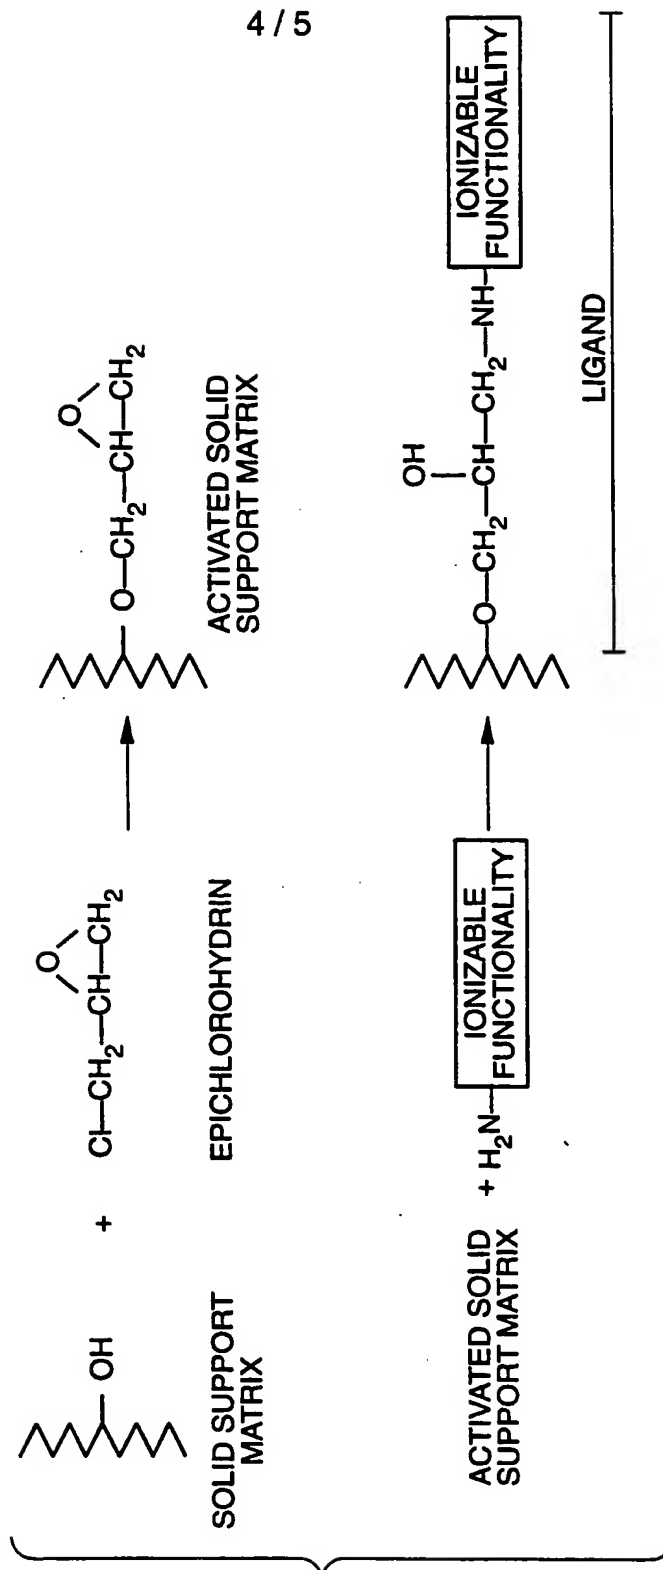 4 / 5
OH
+
Cl—CH2—CH—CH2
O
O—CH2—CH—CH2
O
SOLID SUPPORT
MATRIX
EPICHLOROHYDRIN
ACTIVATED SOLID
SUPPORT MATRIX
ACTIVATED SOLID
SUPPORT MATRIX
+ H2N—
IONIZABLE
FUNCTIONALITY
OH
O—CH2—CH—CH2—NH—
IONIZABLE
FUNCTIONALITY
LIGAND